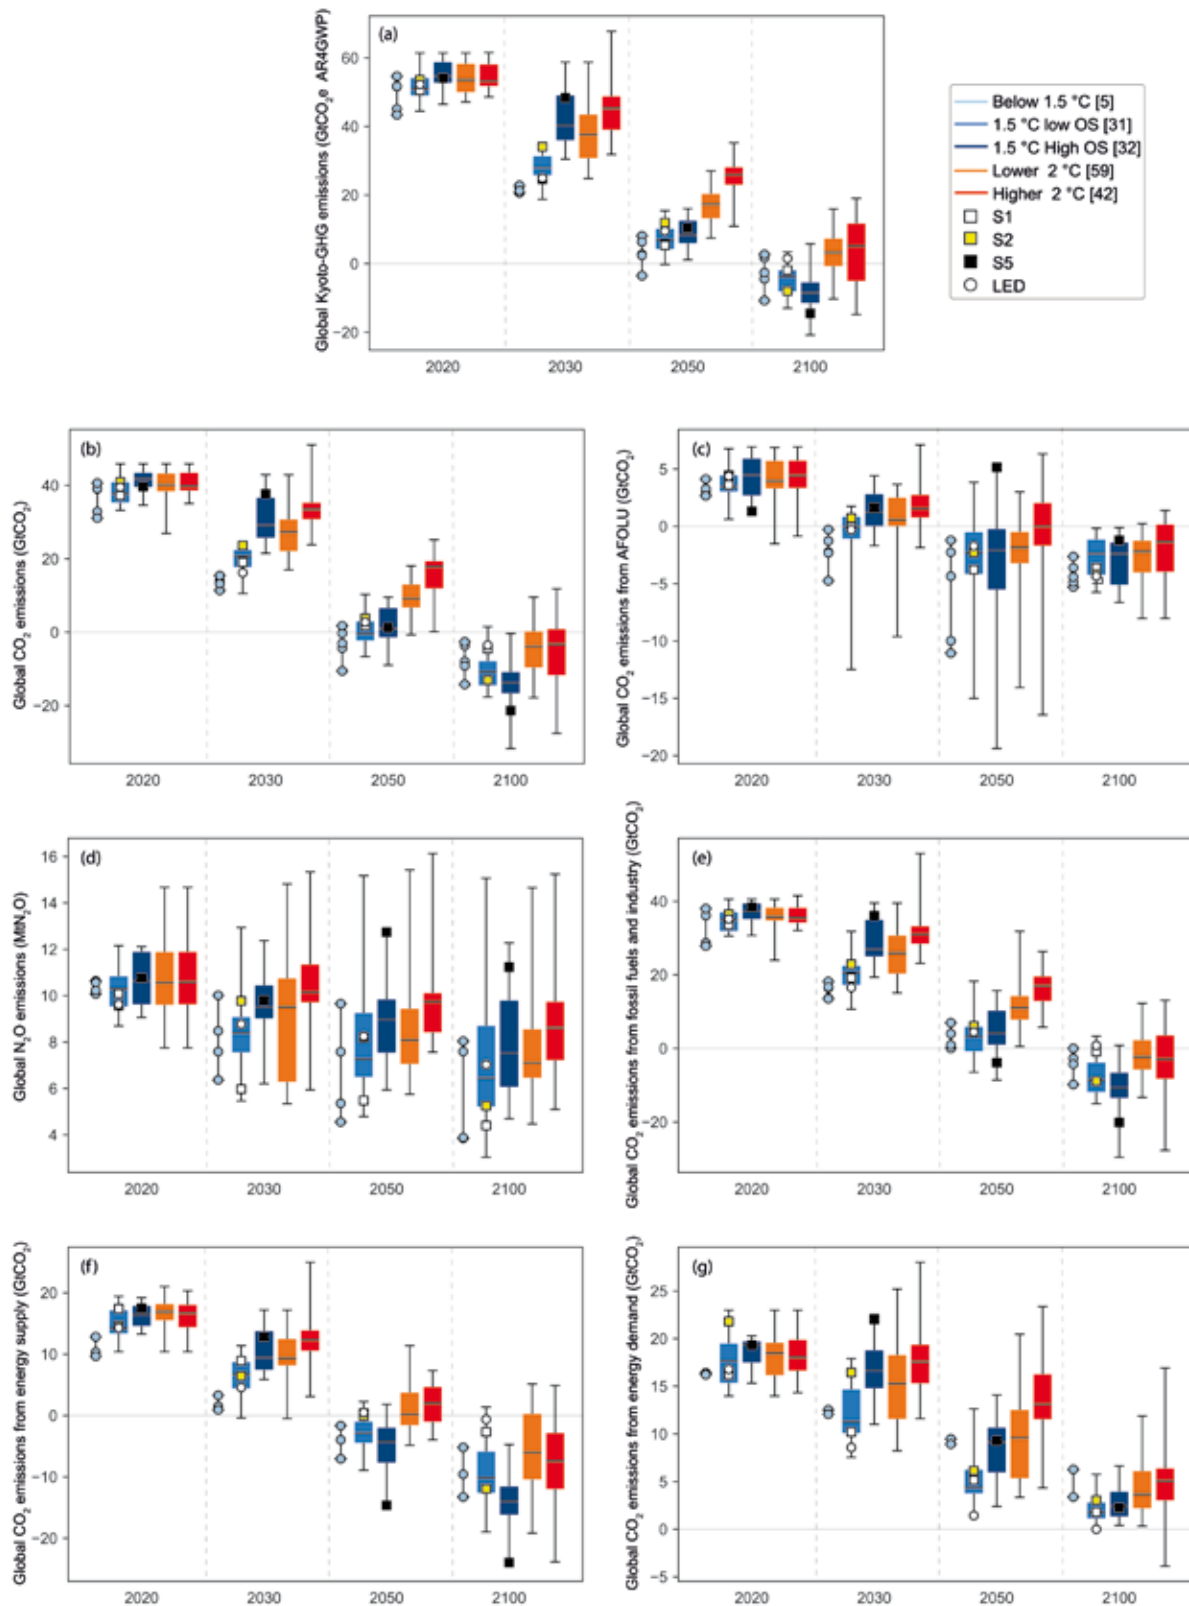 (a)
Global Kyoto-GHG emissions (GtCO₂e AR4GWP)
60
40
20
0
−20
2020 2030 2050 2100
Below 1.5 °C [5]
1.5 °C low OS [31]
1.5 °C High OS [32]
Lower 2 °C [59]
Higher 2 °C [42]
S1
S2
S5
LED
(b)
Global CO₂ emissions (GtCO₂)
40
20
0
−20
2020 2030 2050 2100
(c)
Global CO₂ emissions from AFOLU (GtCO₂)
5
0
−5
−10
−15
−20
2020 2030 2050 2100
(d)
Global N₂O emissions (MtN₂O)
16
14
12
10
8
6
4
2020 2030 2050 2100
(e)
Global CO₂ emissions from fossil fuels and industry (GtCO₂)
40
20
0
−20
2020 2030 2050 2100
(f)
Global CO₂ emissions from energy supply (GtCO₂)
20
10
0
−10
−20
2020 2030 2050 2100
(g)
Global CO₂ emissions from energy demand (GtCO₂)
25
20
15
10
5
0
−5
2020 2030 2050 2100